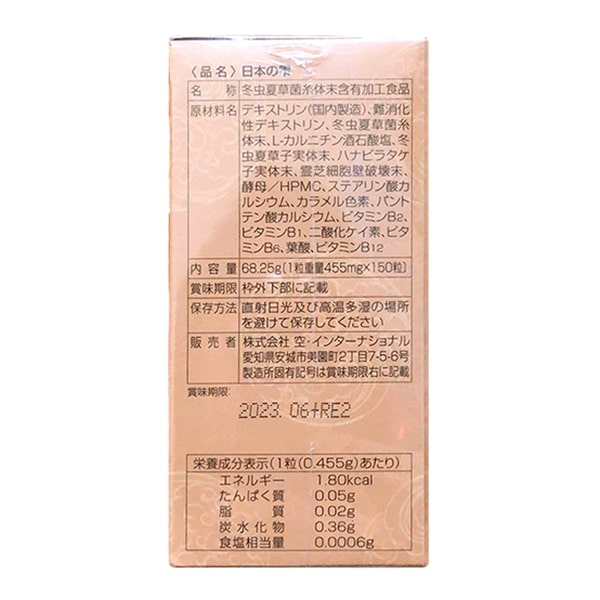 〈品名〉日本の雫
名 称 冬虫夏草菌糸体末含有加工食品
原材料名 デキストリン(国内製造)、難消化
性デキストリン、冬虫夏草菌糸
体末、L-カルニチン酒石酸塩、冬
虫夏草子実体末、ハナビラタケ
子実体末、霊芝細胞壁破壊末、
酵母/HPMC、ステアリン酸カ
ルシウム、カラメル色素、パント
テン酸カルシウム、ビタミンB2、
ビタミンB1、二酸化ケイ素、ビタ
ミンB6、葉酸、ビタミンB12
内容量 68.25g[1粒重量455mg×150粒]
賞味期限 枠外下部に記載
保存方法 直射日光及び高温多湿の場所
を避けて保存してください
販売者 株式会社 空・インターナショナル
愛知県安城市美園町2丁目7-5-6号
製造所固有記号は賞味期限右に記載
賞味期限:
2023. 06+RE2
栄養成分表示(1粒(0.455g)あたり)
エネルギー 1.80kcal
たんぱく質 0.05g
脂質 0.02g
炭水化物 0.36g
食塩相当量 0.0006g